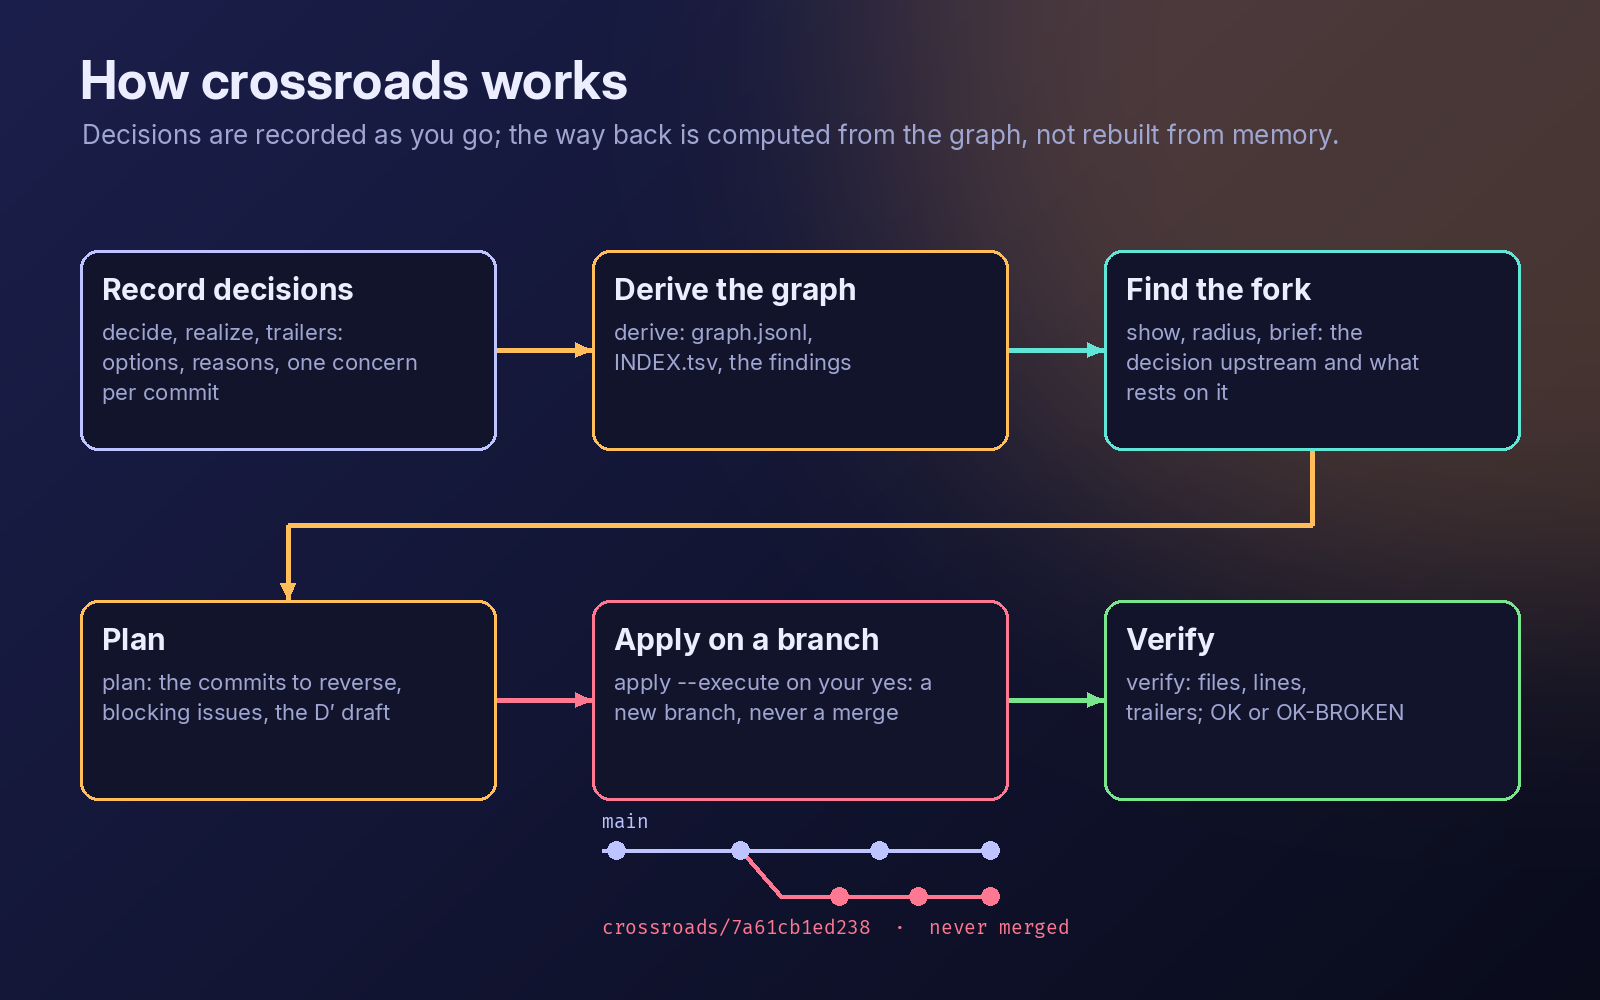 How crossroads works
Decisions are recorded as you go; the way back is computed from the graph, not rebuilt from memory.
Record decisions
decide, realize, trailers:
options, reasons, one concern
per commit
Derive the graph
derive: graph.jsonl,
INDEX.tsv, the findings
Find the fork
show, radius, brief: the
decision upstream and what
rests on it
Plan
plan: the commits to reverse,
blocking issues, the D′ draft
Apply on a branch
apply --execute on your yes: a
new branch, never a merge
Verify
verify: files, lines,
trailers; OK or OK-BROKEN
main
crossroads/7a61cb1ed238 · never merged